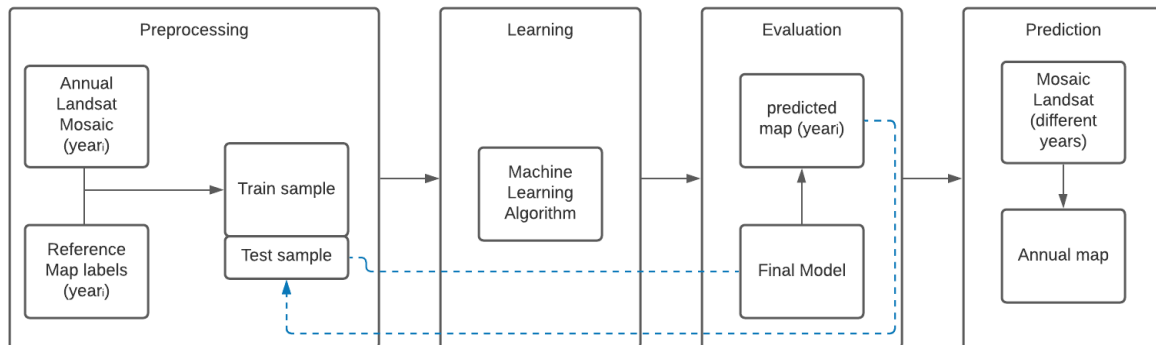 Preprocessing
Annual
Landsat
Mosaic
(yearᵢ)
Reference
Map labels
(yearᵢ)
Train sample
Test sample
Learning
Machine
Learning
Algorithm
Evaluation
predicted
map (yearᵢ)
Final Model
Prediction
Mosaic
Landsat
(different
years)
Annual map